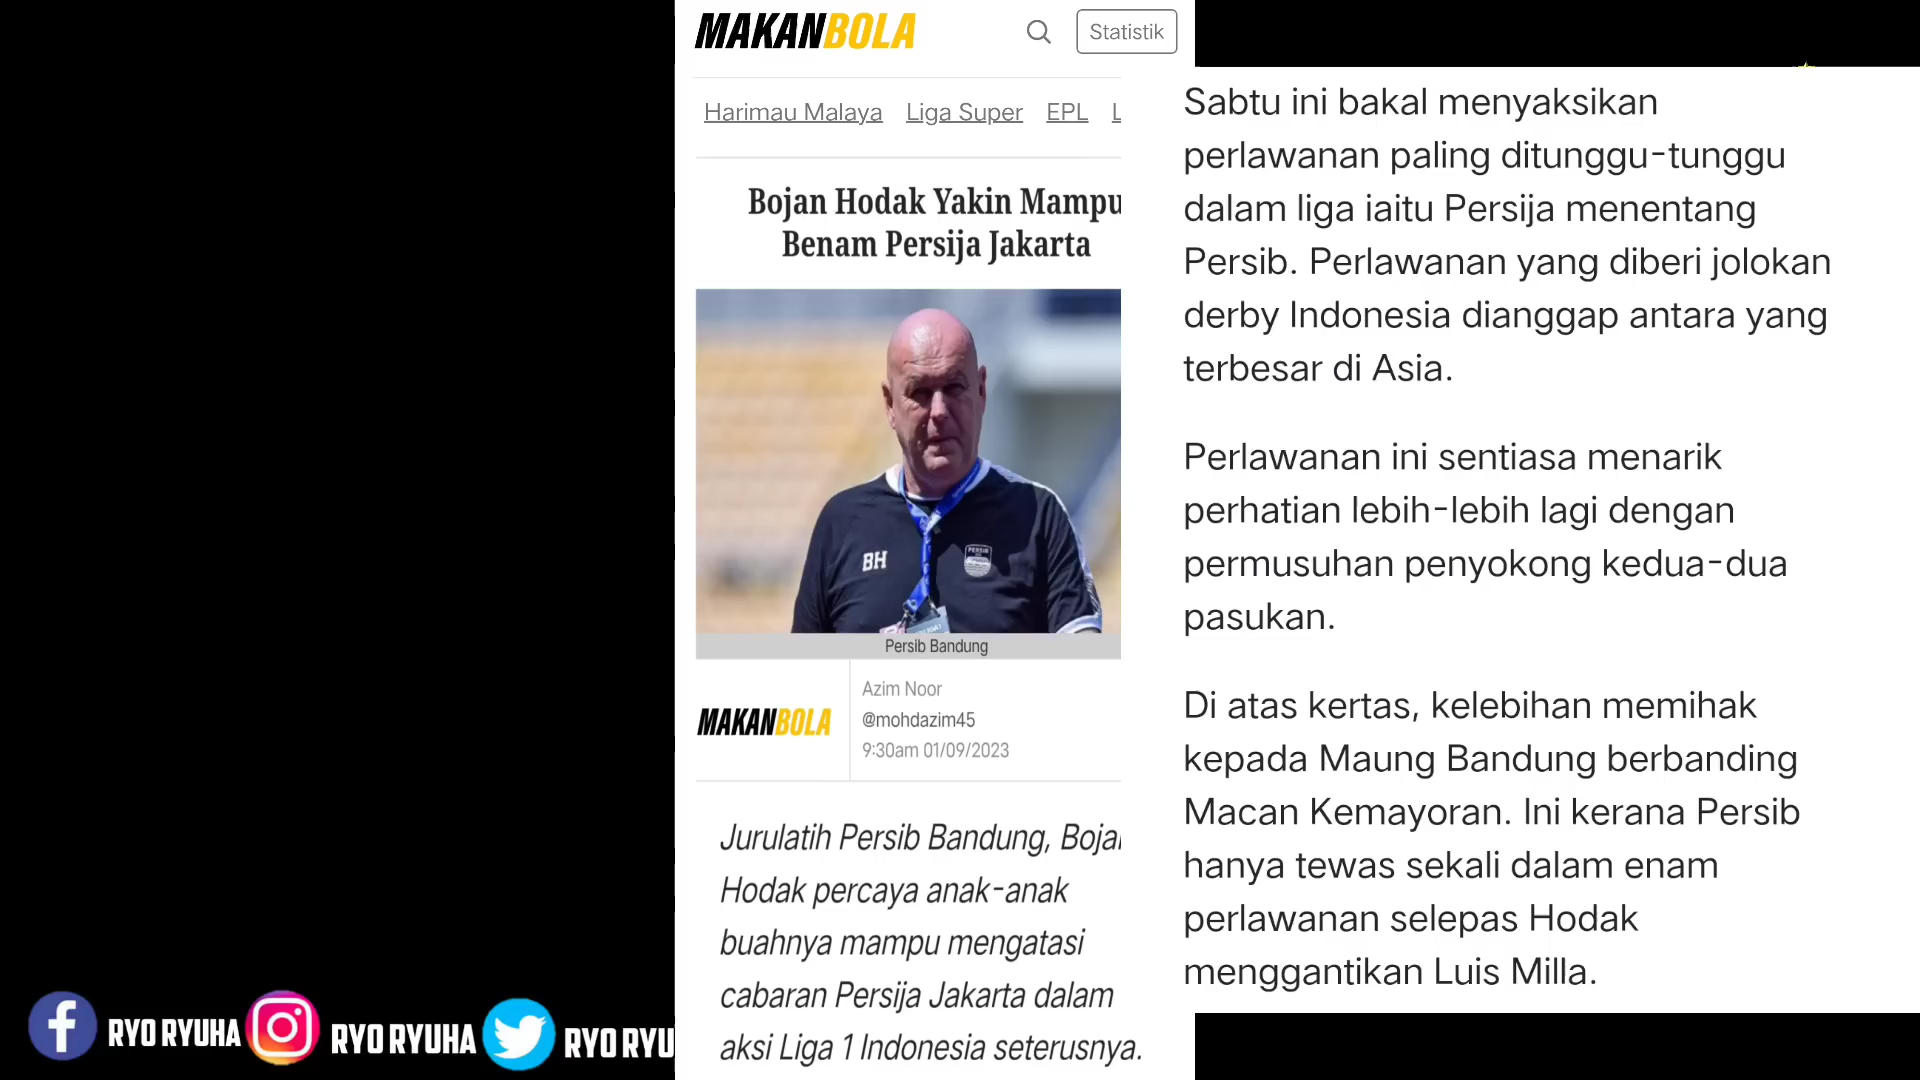 MAKANBOLA
Statistik
Harimau Malaya Liga Super EPL L
Bojan Hodak Yakin Mampu
Benam Persija Jakarta
BH
PERSIB
Persib Bandung
MAKANBOLA
Azim Noor
@mohdazim45
9:30am 01/09/2023
Jurulatih Persib Bandung, Bojan
Hodak percaya anak-anak
buahnya mampu mengatasi
cabaran Persija Jakarta dalam
aksi Liga 1 Indonesia seterusnya.
Sabtu ini bakal menyaksikan
perlawanan paling ditunggu-tunggu
dalam liga iaitu Persija menentang
Persib. Perlawanan yang diberi jolokan
derby Indonesia dianggap antara yang
terbesar di Asia.
Perlawanan ini sentiasa menarik
perhatian lebih-lebih lagi dengan
permusuhan penyokong kedua-dua
pasukan.
Di atas kertas, kelebihan memihak
kepada Maung Bandung berbanding
Macan Kemayoran. Ini kerana Persib
hanya tewas sekali dalam enam
perlawanan selepas Hodak
menggantikan Luis Milla.
RYO RYUHA RYO RYUHA RYO RYU